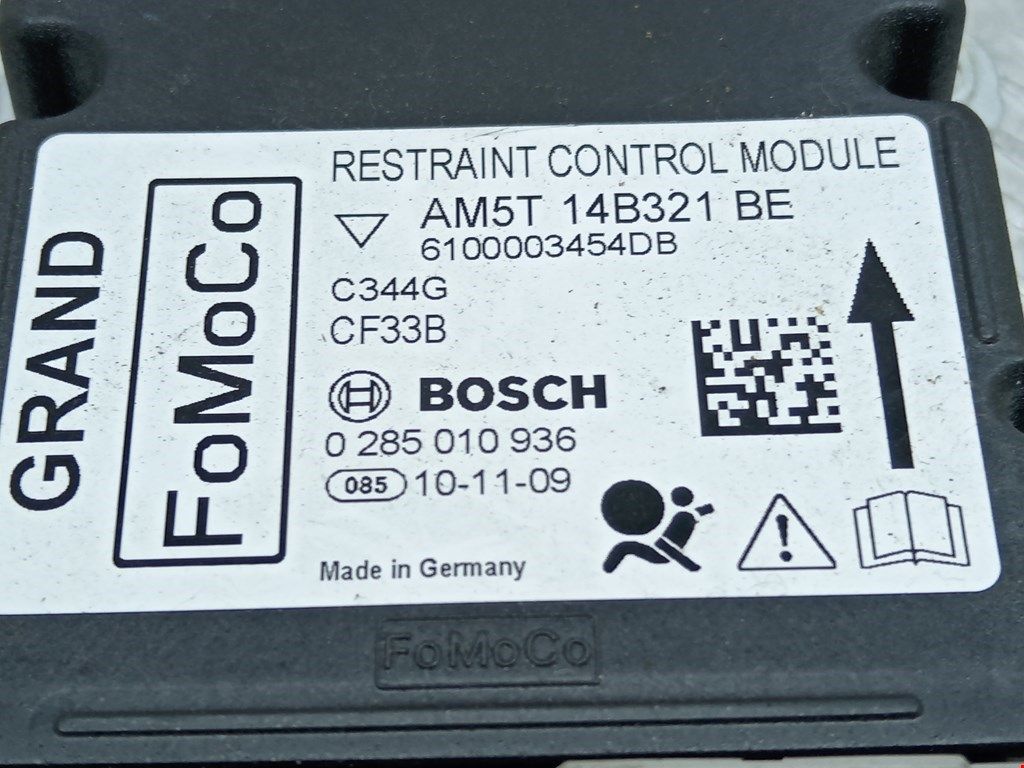 GRAND
FoMoCo
RESTRAINT CONTROL MODULE
AM5T 14B321 BE
6100003454DB
C344G
CF33B
BOSCH
0 285 010 936
085 10-11-09
Made in Germany
FoMoCo